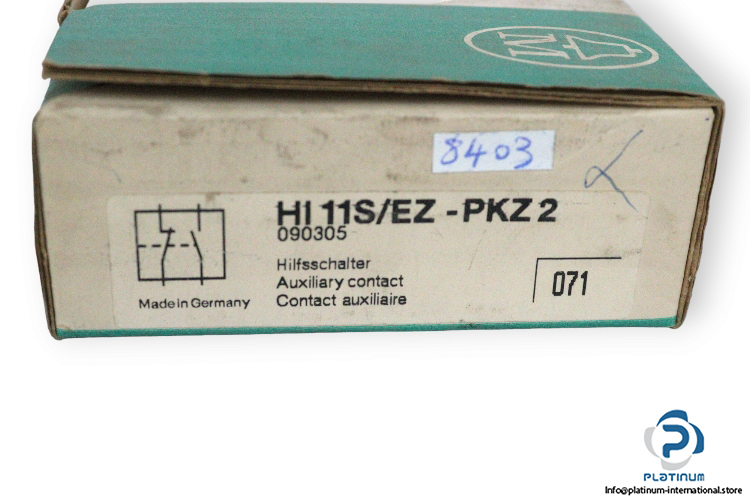 M
8403
HI 11S/EZ -PKZ 2
090305
Hilfsschalter
Auxiliary contact
Contact auxiliaire
Made in Germany
071
PLATINUM
Info@platinum-international.store